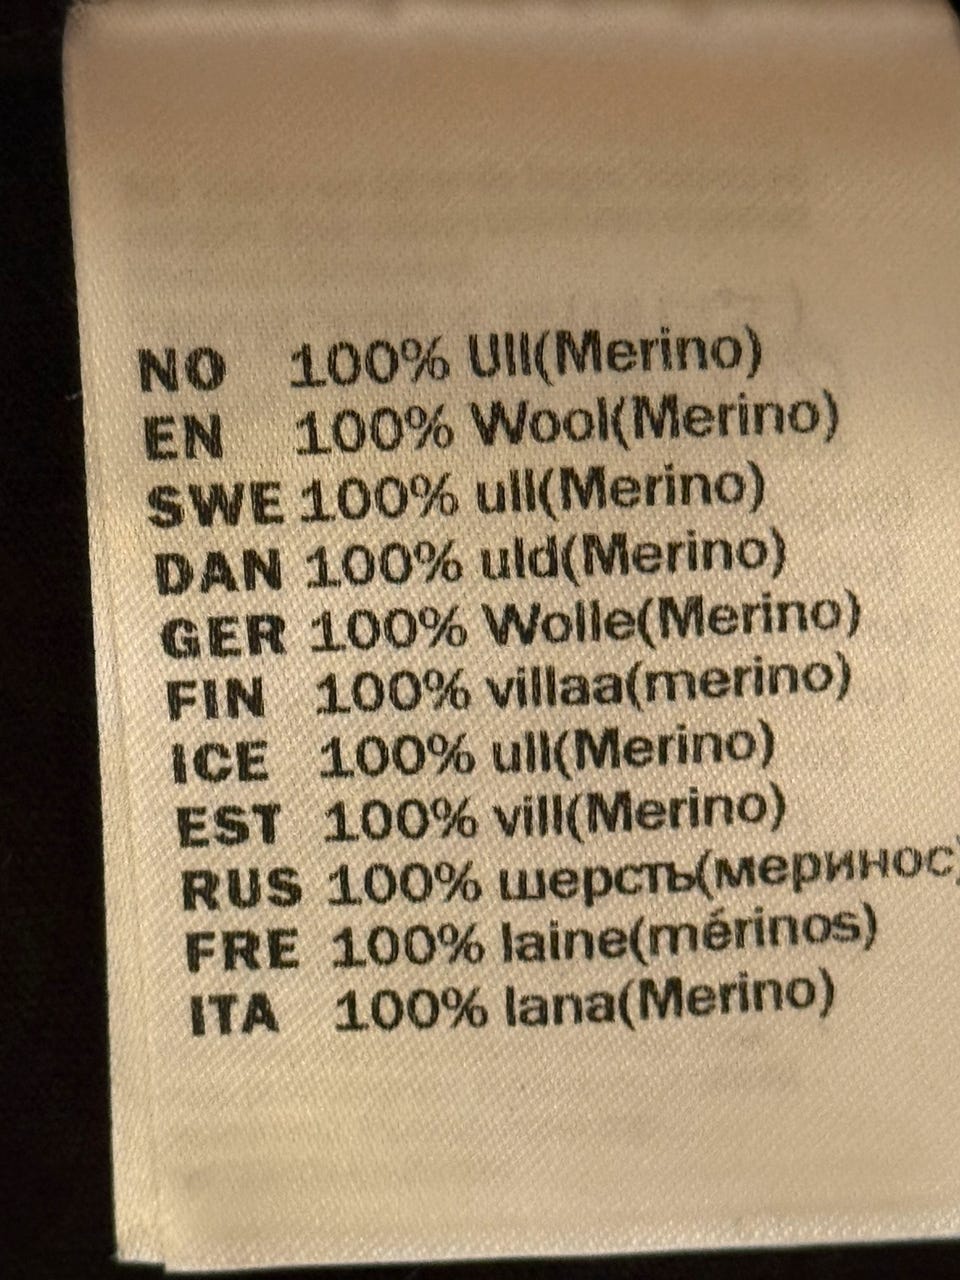 NO 100% Ull(Merino)
EN 100% Wool(Merino)
SWE 100% ull(Merino)
DAN 100% uld(Merino)
GER 100% Wolle(Merino)
FIN 100% villaa(merino)
ICE 100% ull(Merino)
EST 100% vill(Merino)
RUS 100% шерсть(меринос)
FRE 100% laine(mérinos)
ITA 100% lana(Merino)